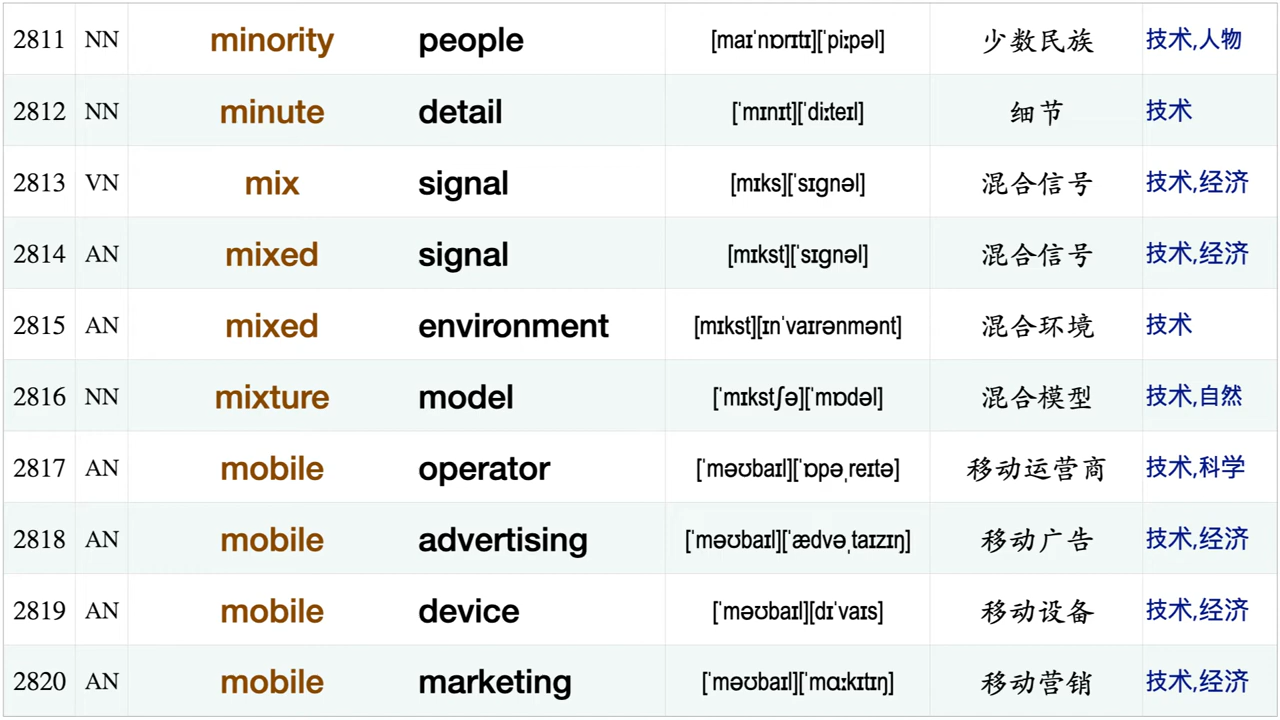 2811 NN minority people [maɪˈnɒrɪtɪ][ˈpiːpəl] 少数民族 技术,人物
2812 NN minute detail [ˈmɪnɪt][ˈdiːteɪl] 细节 技术
2813 VN mix signal [mɪks][ˈsɪɡnəl] 混合信号 技术,经济
2814 AN mixed signal [mɪkst][ˈsɪɡnəl] 混合信号 技术,经济
2815 AN mixed environment [mɪkst][ɪnˈvaɪrənmənt] 混合环境 技术
2816 NN mixture model [ˈmɪkstʃə][ˈmɒdəl] 混合模型 技术,自然
2817 AN mobile operator [ˈməʊbaɪl][ˈɒpəˌreɪtə] 移动运营商 技术,科学
2818 AN mobile advertising [ˈməʊbaɪl][ˈædvəˌtaɪzɪŋ] 移动广告 技术,经济
2819 AN mobile device [ˈməʊbaɪl][dɪˈvaɪs] 移动设备 技术,经济
2820 AN mobile marketing [ˈməʊbaɪl][ˈmɑːkɪtɪŋ] 移动营销 技术,经济